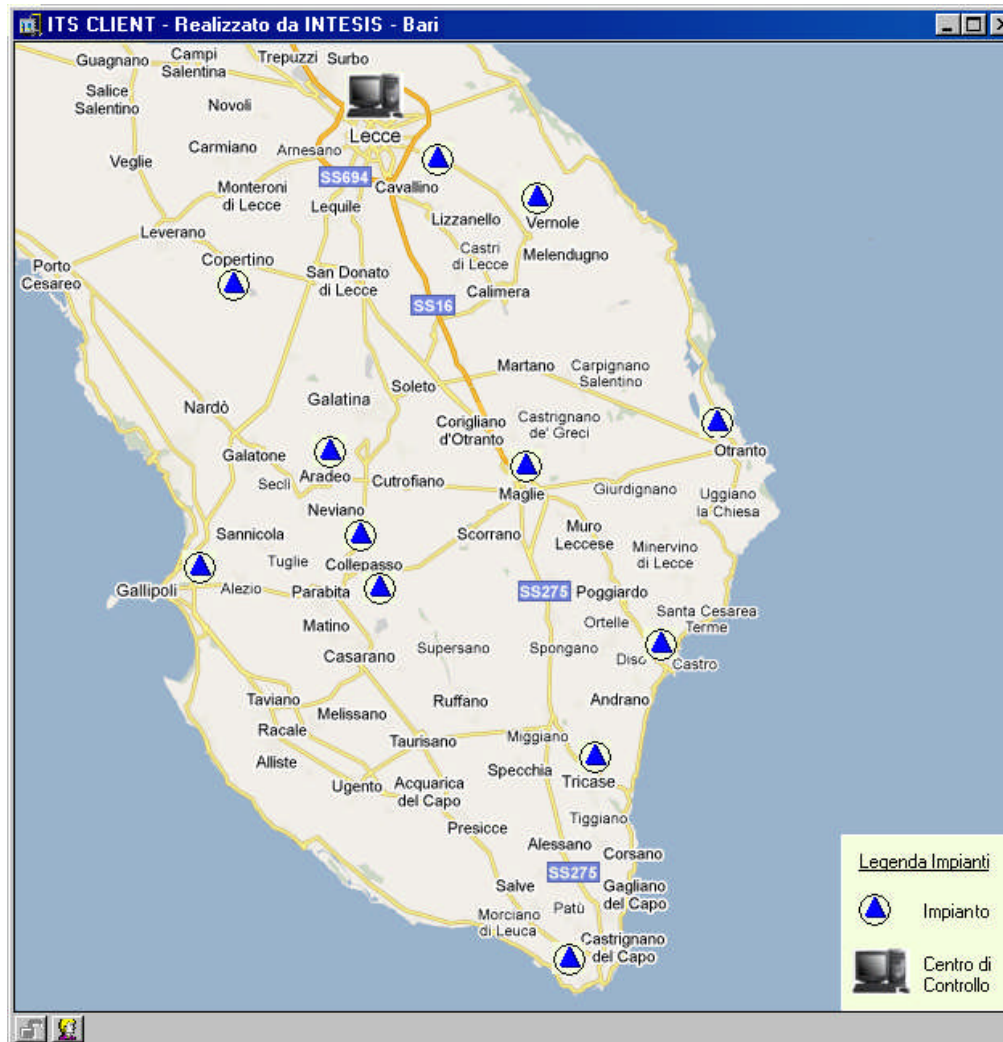 ITS CLIENT - Realizzato da INTESIS - Bari
Guagnano
Campi
Salentina
Trepuzzi
Surbo
Salice
Salentino
Novoli
Lecce
Veglie
Carmiano
Arnesano
SS694
Cavallino
Monteroni
di Lecce
Lequile
Lizzanello
Vernole
Leverano
Copertino
Castri
di Lecce
Melendugno
Porto
Cesareo
San Donato
di Lecce
Calimera
SS16
Martano
Carpignano
Salentino
Soleto
Nardò
Galatina
Corigliano
d'Otranto
Castrignano
de' Greci
Otranto
Galatone
Secli
Aradeo
Cutrofiano
Maglie
Giurdignano
Uggiano
la Chiesa
Neviano
Sannicola
Scorrano
Muro
Leccese
Minervino
di Lecce
Tuglie
Collepasso
Gallipoli
Alezio
Parabita
SS275
Poggiardo
Santa Cesarea
Terme
Matino
Ortelle
Casarano
Supersano
Spongano
Diso
Castro
Taviano
Melissano
Ruffano
Andrano
Racale
Taurisano
Miggiano
Alliste
Ugento
Acquarica
del Capo
Specchia
Tricase
Presicce
Tiggiano
Alessano
Corsano
SS275
Salve
Gagliano
del Capo
Morciano
di Leuca
Patù
Castrignano
del Capo
Legenda Impianti
Impianto
Centro di
Controllo